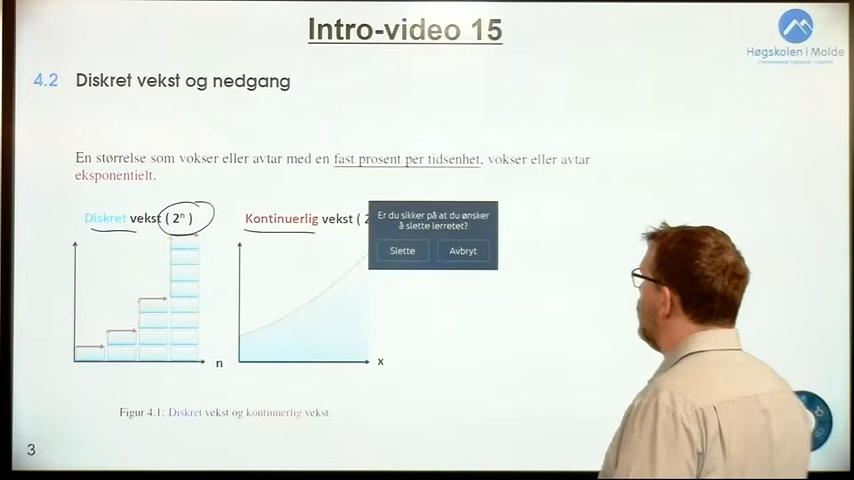 Intro-video 15
Høgskolen i Molde
4.2 Diskret vekst og nedgang
En størrelse som vokser eller avtar med en fast prosent per tidsenhet, vokser eller avtar
eksponentielt.
Diskret vekst ( 2ⁿ ) Kontinuerlig vekst ( 2
Er du sikker på at du ønsker
å slette lerretet?
Slette Avbryt
n
x
Figur 4.1: Diskret vekst og kontinuerlig vekst.
3